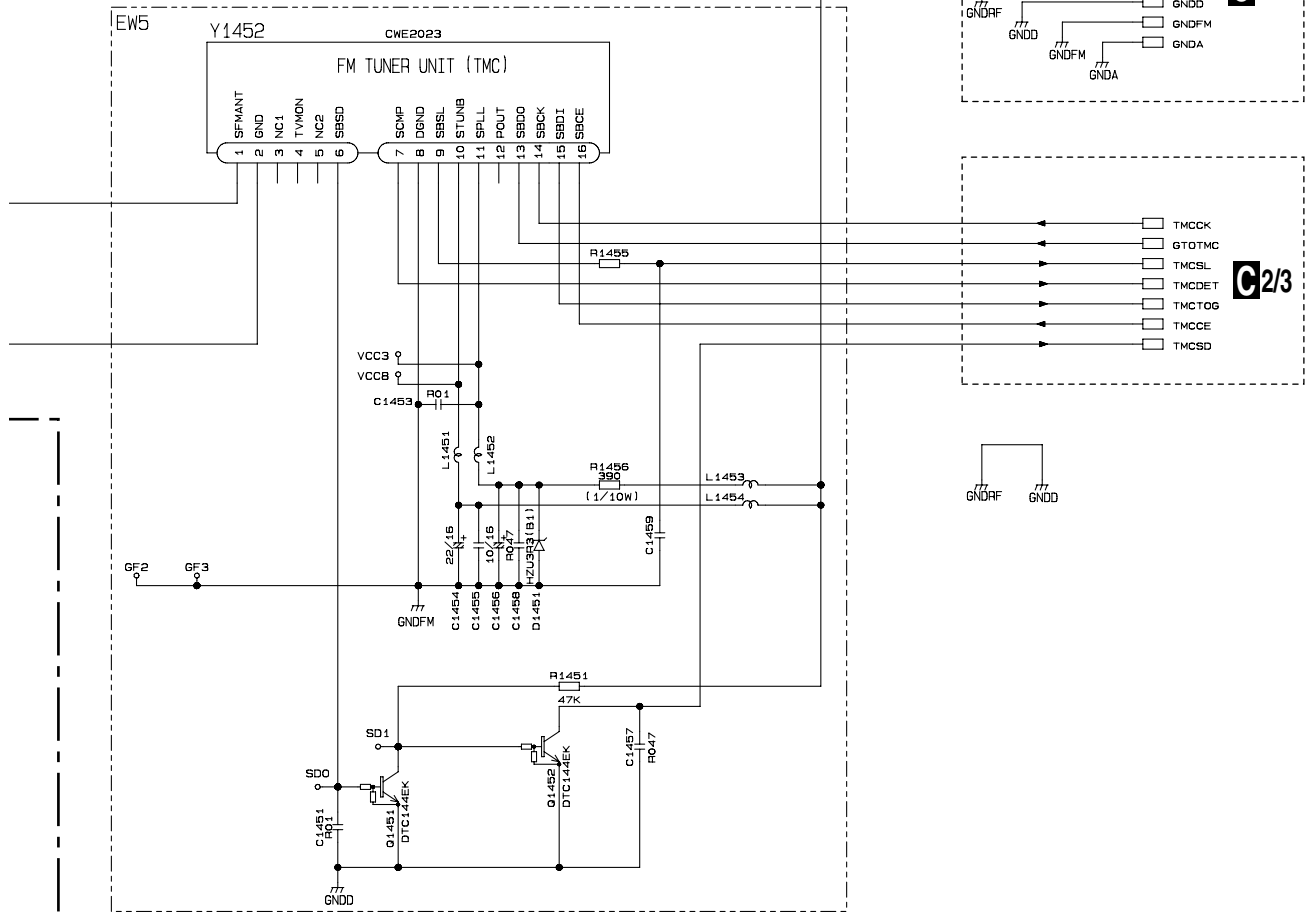 EW5
Y1452
CWE2023
FM TUNER UNIT (TMC)
SFMANT
GND
NC1
TVMON
NC2
SBSD
SCMP
DGND
SBSL
STUNB
SPLL
POUT
SBDO
SBCK
SBDI
SBCE
1 2 3 4 5 6 7 8 9 10 11 12 13 14 15 16
GNDRF
GNDD
GNDFM
GNDA
GNDD
GNDFM
GNDA
TMCCK
GTOTMC
TMCSL
TMCDET
TMCTOG
TMCCE
TMCSD
C 2/3
R1455
VCC3
VCC8
C1453
R01
L1451
L1452
R1456
390
(1/10W)
L1453
L1454
22/16
10/16
R047
HZU3R3(B1)
C1459
GNDRF
GNDD
GF2
GF3
GNDFM
C1454
C1455
C1456
C1458
D1451
R1451
47K
SD1
SD0
C1451
R01
Q1451
DTC144EK
Q1452
DTC144EK
C1457
R047
GNDD